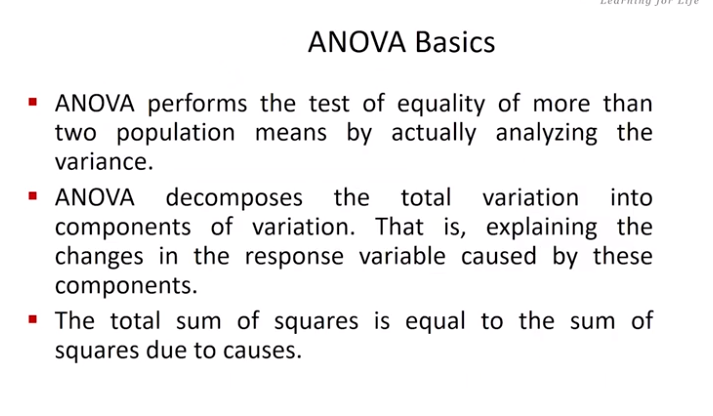 Learning for Life
ANOVA Basics
▪ ANOVA performs the test of equality of more than
two population means by actually analyzing the
variance.
▪ ANOVA decomposes the total variation into
components of variation. That is, explaining the
changes in the response variable caused by these
components.
▪ The total sum of squares is equal to the sum of
squares due to causes.